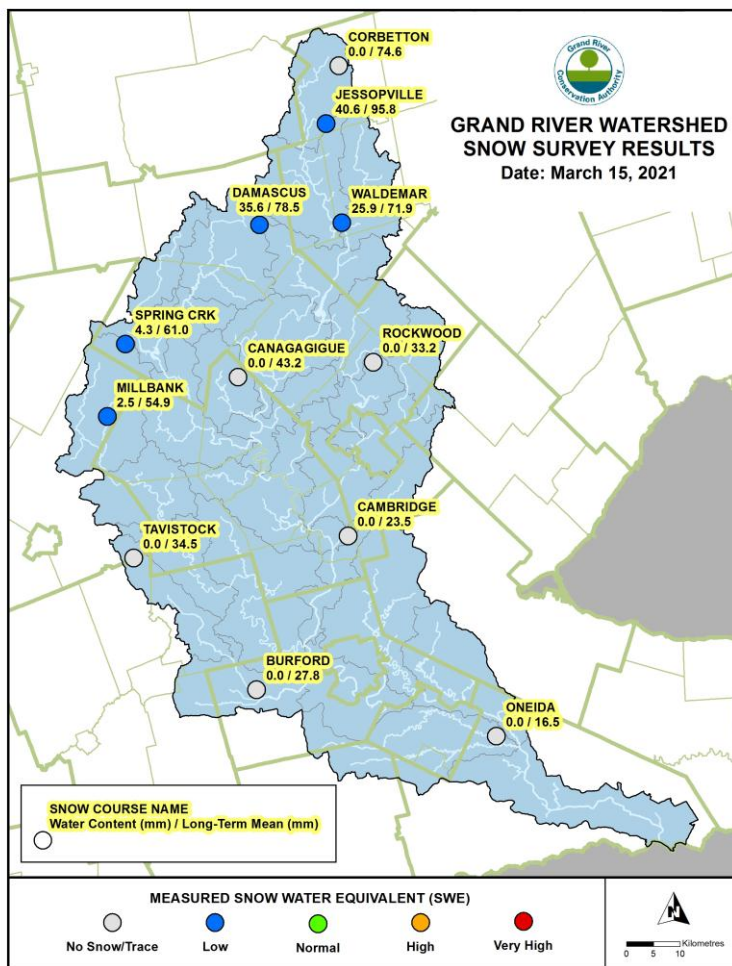 Grand River
Conservation Authority
GRAND RIVER WATERSHED
SNOW SURVEY RESULTS
Date: March 15, 2021
CORBETTON
0.0 / 74.6
JESSOPVILLE
40.6 / 95.8
DAMASCUS
35.6 / 78.5
WALDEMAR
25.9 / 71.9
SPRING CRK
4.3 / 61.0
CANAGAGIGUE
0.0 / 43.2
ROCKWOOD
0.0 / 33.2
MILLBANK
2.5 / 54.9
TAVISTOCK
0.0 / 34.5
CAMBRIDGE
0.0 / 23.5
BURFORD
0.0 / 27.8
ONEIDA
0.0 / 16.5
SNOW COURSE NAME
Water Content (mm) / Long-Term Mean (mm)
MEASURED SNOW WATER EQUIVALENT (SWE)
No Snow/Trace Low Normal High Very High
N
Kilometres
0 5 10